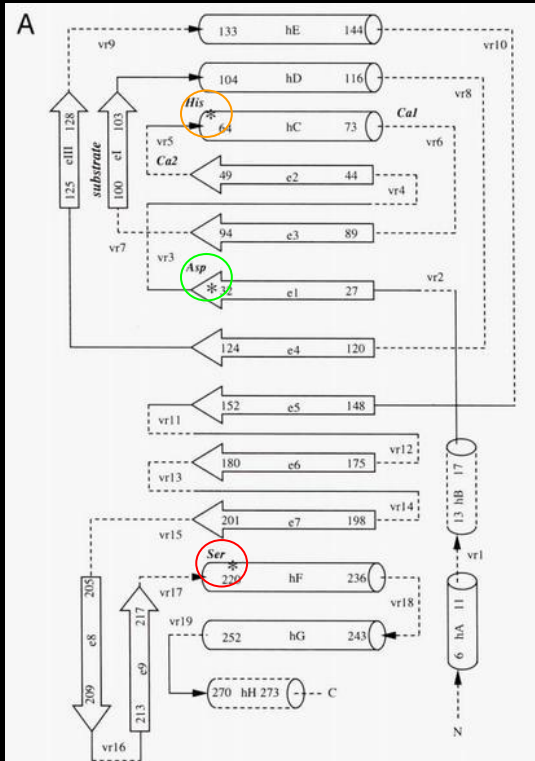 A
vr9
133 hE 144
vr10
104 hD 116
vr8
His
*
64 hC 73
Ca1
vr5
vr6
Ca2
49 e2 44
vr4
125 eIII 128
substrate
100 eI 103
vr7
94 e3 89
vr3
Asp
*
32 e1 27
vr2
124 e4 120
152 e5 148
vr11
vr12
180 e6 175
vr13
vr14
201 e7 198
vr15
13 hB 17
vr1
6 hA 11
N
Ser
*
220 hF 236
vr17
vr18
205 e8 209
213 e9 217
vr16
vr19
252 hG 243
270 hH 273
C